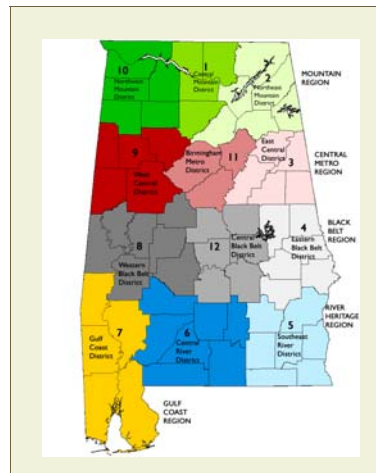 10
Northwest
Mountain District
1
Central
Mountain
District
2
Northeast
Mountain
District
MOUNTAIN
REGION
9
West Central
District
Birmingham
Metro
District
11
East
Central
District
3
CENTRAL
METRO
REGION
8
Western
Black Belt
District
12
Central
Black Belt
District
4
Eastern
Black Belt
District
BLACK
BELT
REGION
7
Gulf
Coast
District
6
Central
River
District
5
Southeast
River
District
RIVER
HERITAGE
REGION
GULF
COAST
REGION